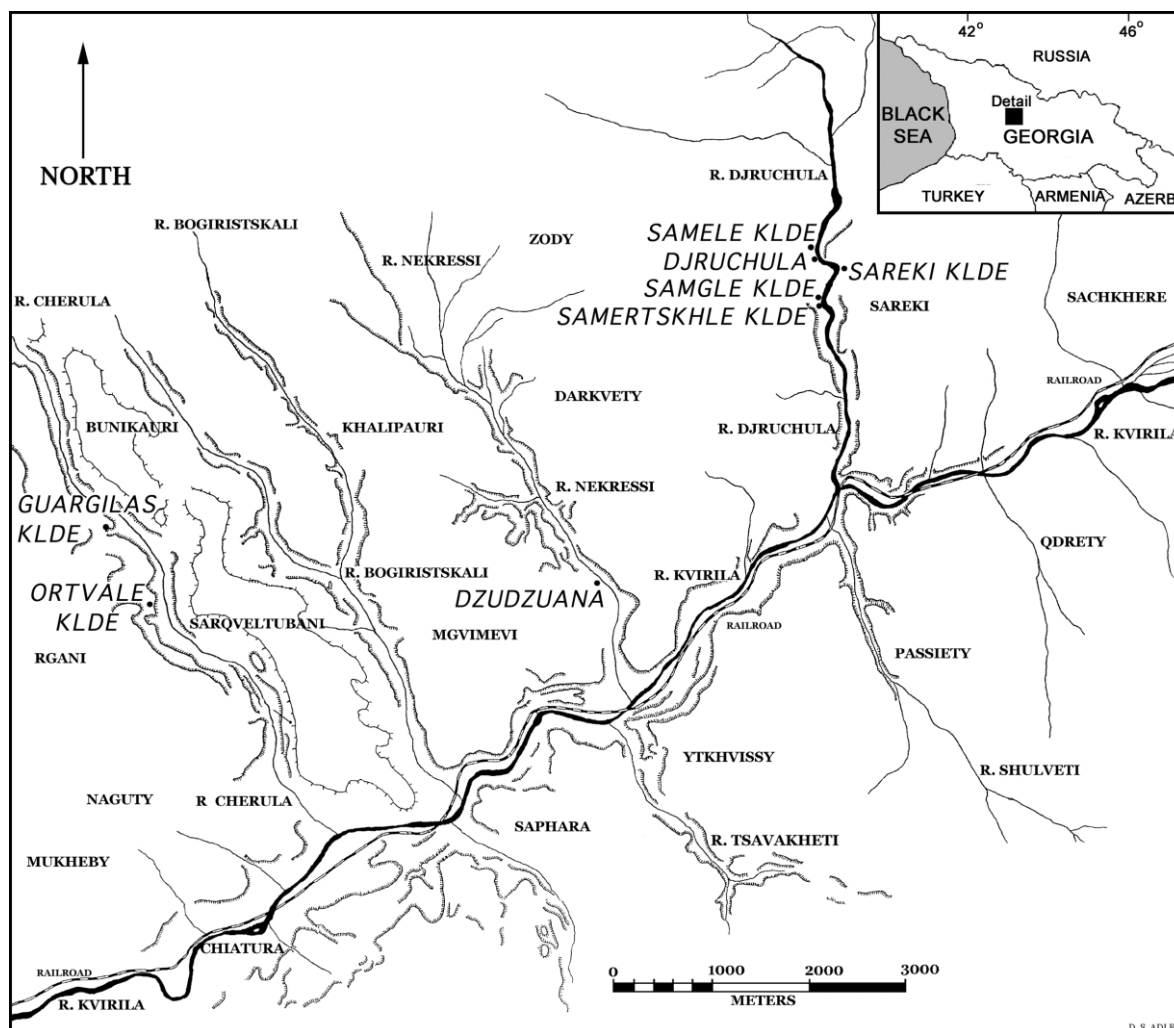 NORTH
42°
46°
RUSSIA
BLACK
SEA
Detail
GEORGIA
TURKEY
ARMENIA
AZERB
R. DJRUCHULA
R. BOGIRISTSKALI
ZODY
R. NEKRESSI
SAMELE KLDE
DJRUCHULA
SAREKI KLDE
SAMGLE KLDE
SAMERTSKHLE KLDE
SAREKI
SACHKHERE
R. CHERULA
RAILROAD
DARKVETY
BUNIKAURI
KHALIPAURI
R. DJRUCHULA
R. KVIRILA
R. NEKRESSI
GUARGILAS
KLDE
QDRETY
R. BOGIRISTSKALI
R. KVIRILA
ORTVALE
KLDE
DZUDZUANA
SARQVELTUBANI
MGVIMEVI
RAILROAD
RGANI
PASSIETY
YTKHVISSY
R. SHULVETI
NAGUTY
R CHERULA
SAPHARA
R. TSAVAKHETI
MUKHEBY
CHIATURA
RAILROAD
R. KVIRILA
0 1000 2000 3000
METERS